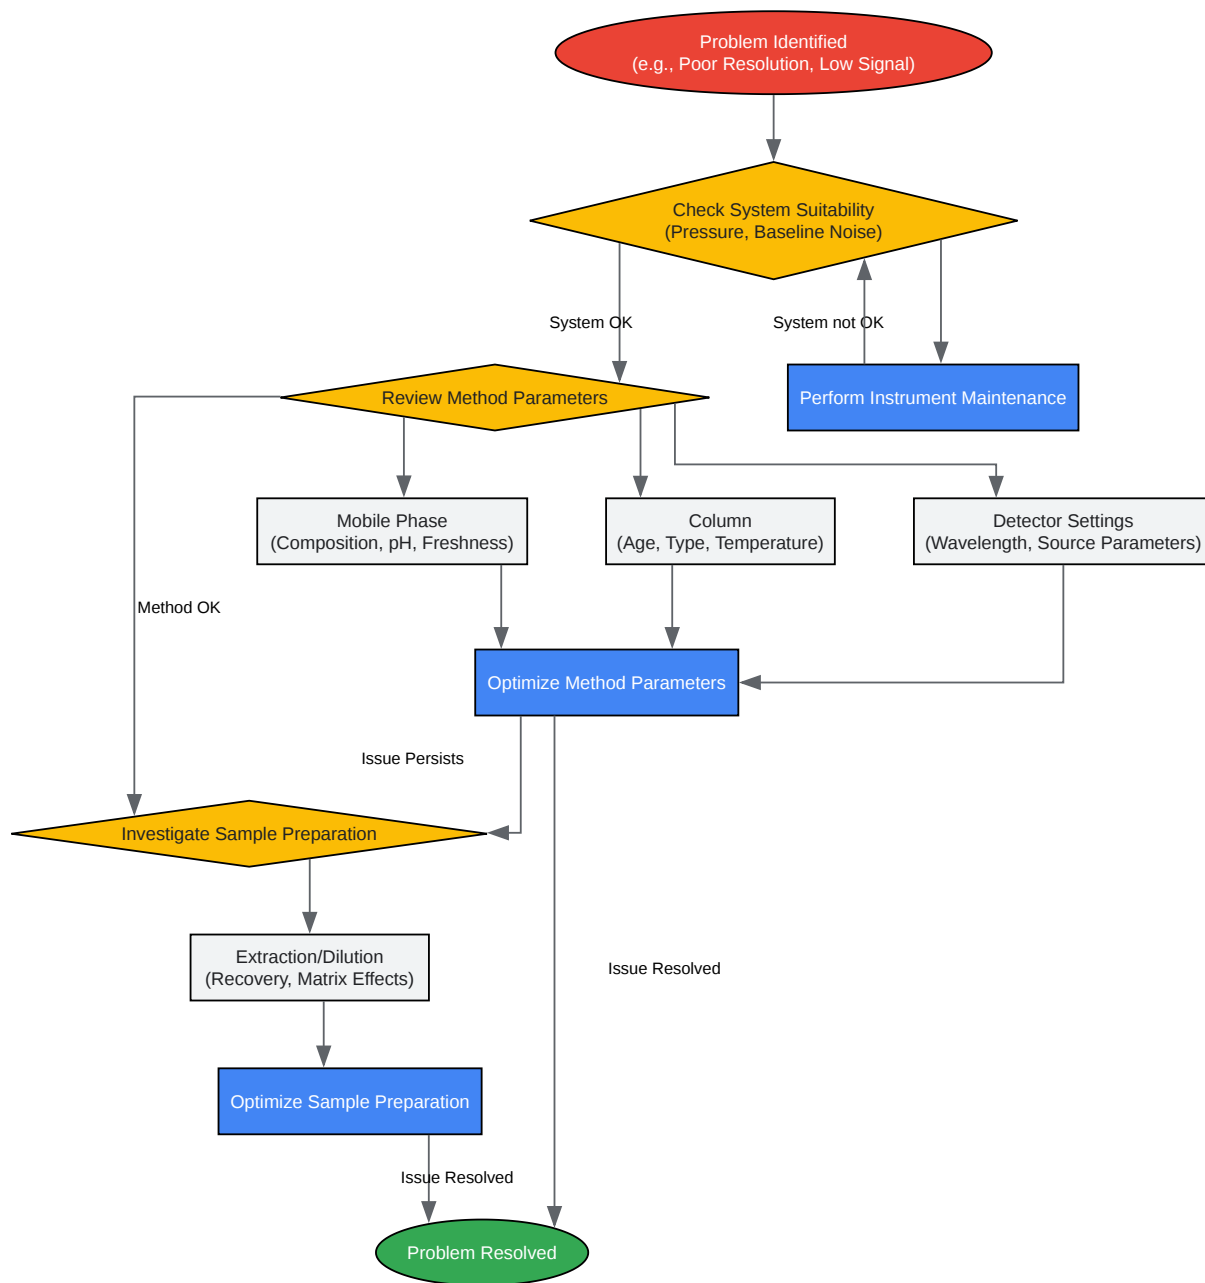 Problem Identified
(e.g., Poor Resolution, Low Signal)
Check System Suitability
(Pressure, Baseline Noise)
System OK
System not OK
Review Method Parameters
Perform Instrument Maintenance
Mobile Phase
(Composition, pH, Freshness)
Column
(Age, Type, Temperature)
Detector Settings
(Wavelength, Source Parameters)
Method OK
Optimize Method Parameters
Issue Persists
Investigate Sample Preparation
Extraction/Dilution
(Recovery, Matrix Effects)
Issue Resolved
Optimize Sample Preparation
Issue Resolved
Problem Resolved